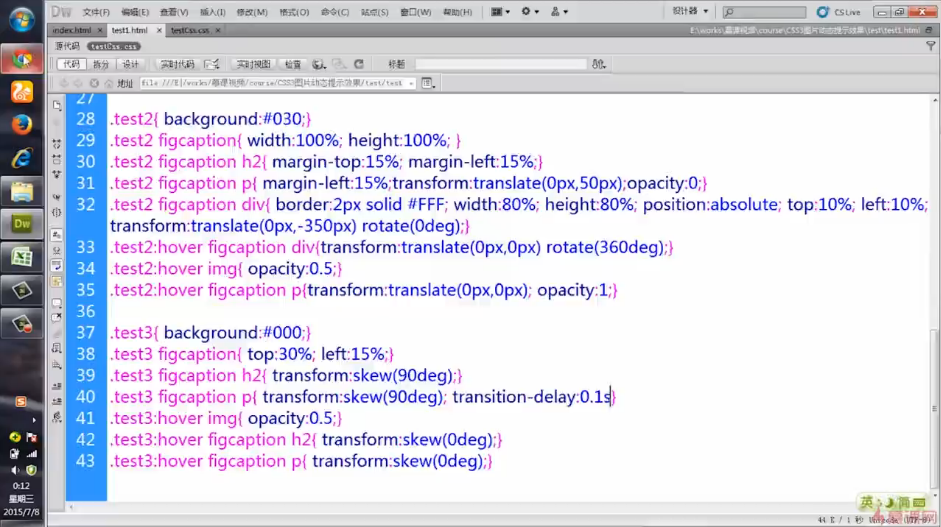 DW
文件(F) 编辑(E) 查看(V) 插入(I) 修改(M) 格式(O) 命令(C) 站点(S) 窗口(W) 帮助(H)
设计器
CS Live
index.html × test1.html × testCss.css ×
E:\works\慕课视频\course\CSS3图片动态提示效果\test\test1.html
源代码 testCss.css
代码 拆分 设计 实时代码 实时视图 检查 标题
地址 file:///E|/works/慕课视频/course/CSS3图片动态提示效果/test/test
27
28 .test2{ background:#030;}
29 .test2 figcaption{ width:100%; height:100%; }
30 .test2 figcaption h2{ margin-top:15%; margin-left:15%;}
31 .test2 figcaption p{ margin-left:15%;transform:translate(0px,50px);opacity:0;}
32 .test2 figcaption div{ border:2px solid #FFF; width:80%; height:80%; position:absolute; top:10%; left:10%;
transform:translate(0px,-350px) rotate(0deg);}
33 .test2:hover figcaption div{transform:translate(0px,0px) rotate(360deg);}
34 .test2:hover img{ opacity:0.5;}
35 .test2:hover figcaption p{transform:translate(0px,0px); opacity:1;}
36
37 .test3{ background:#000;}
38 .test3 figcaption{ top:30%; left:15%;}
39 .test3 figcaption h2{ transform:skew(90deg);}
40 .test3 figcaption p{ transform:skew(90deg); transition-delay:0.1s}
41 .test3:hover img{ opacity:0.5;}
42 .test3:hover figcaption h2{ transform:skew(0deg);}
43 .test3:hover figcaption p{ transform:skew(0deg);}
Dw
0:12
星期三
2015/7/8
英 简